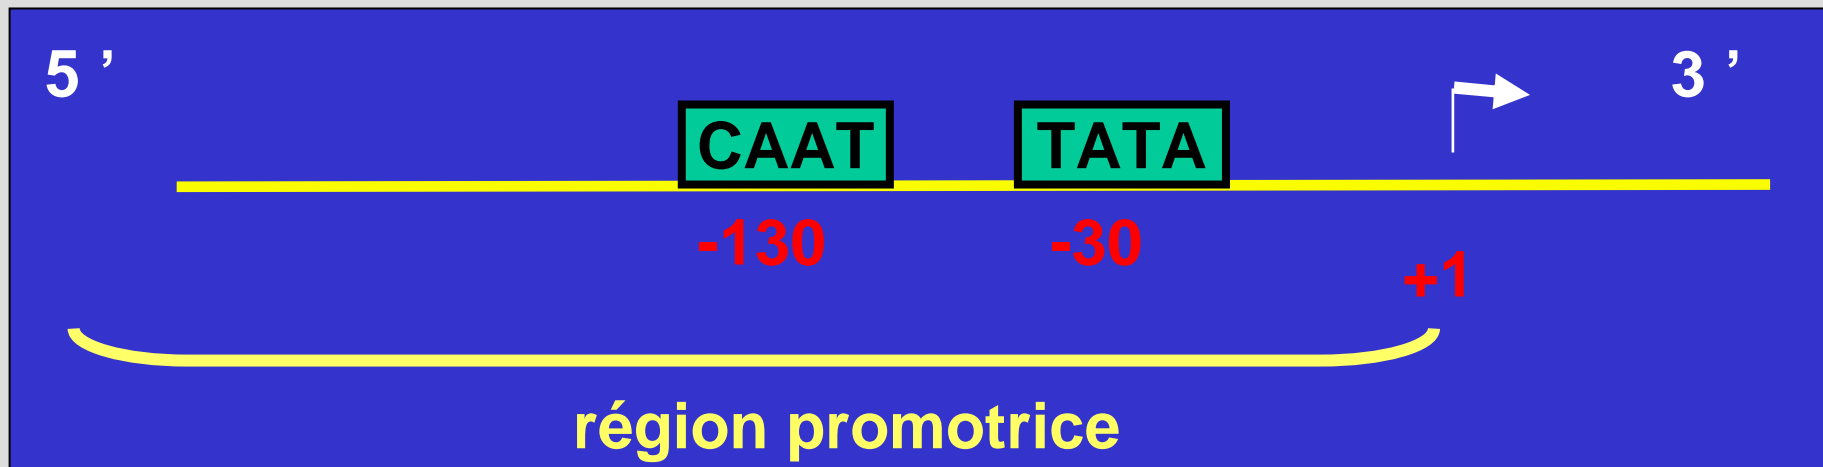 5 ’ 3 ’
CAAT TATA
-130 -30
+1
région promotrice